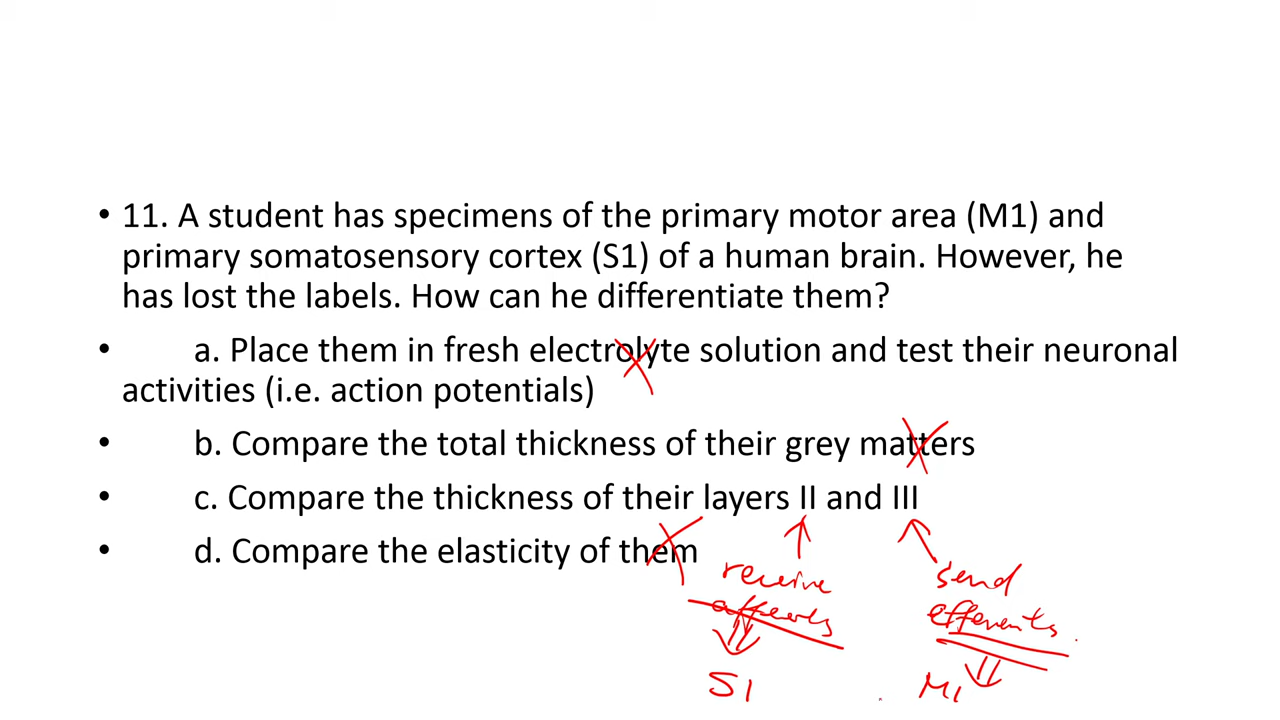 • 11. A student has specimens of the primary motor area (M1) and
primary somatosensory cortex (S1) of a human brain. However, he
has lost the labels. How can he differentiate them?
• a. Place them in fresh electrolyte solution and test their neuronal
activities (i.e. action potentials)
• b. Compare the total thickness of their grey matters
• c. Compare the thickness of their layers II and III
• d. Compare the elasticity of them
receive send
afferents efferents
S1 M1